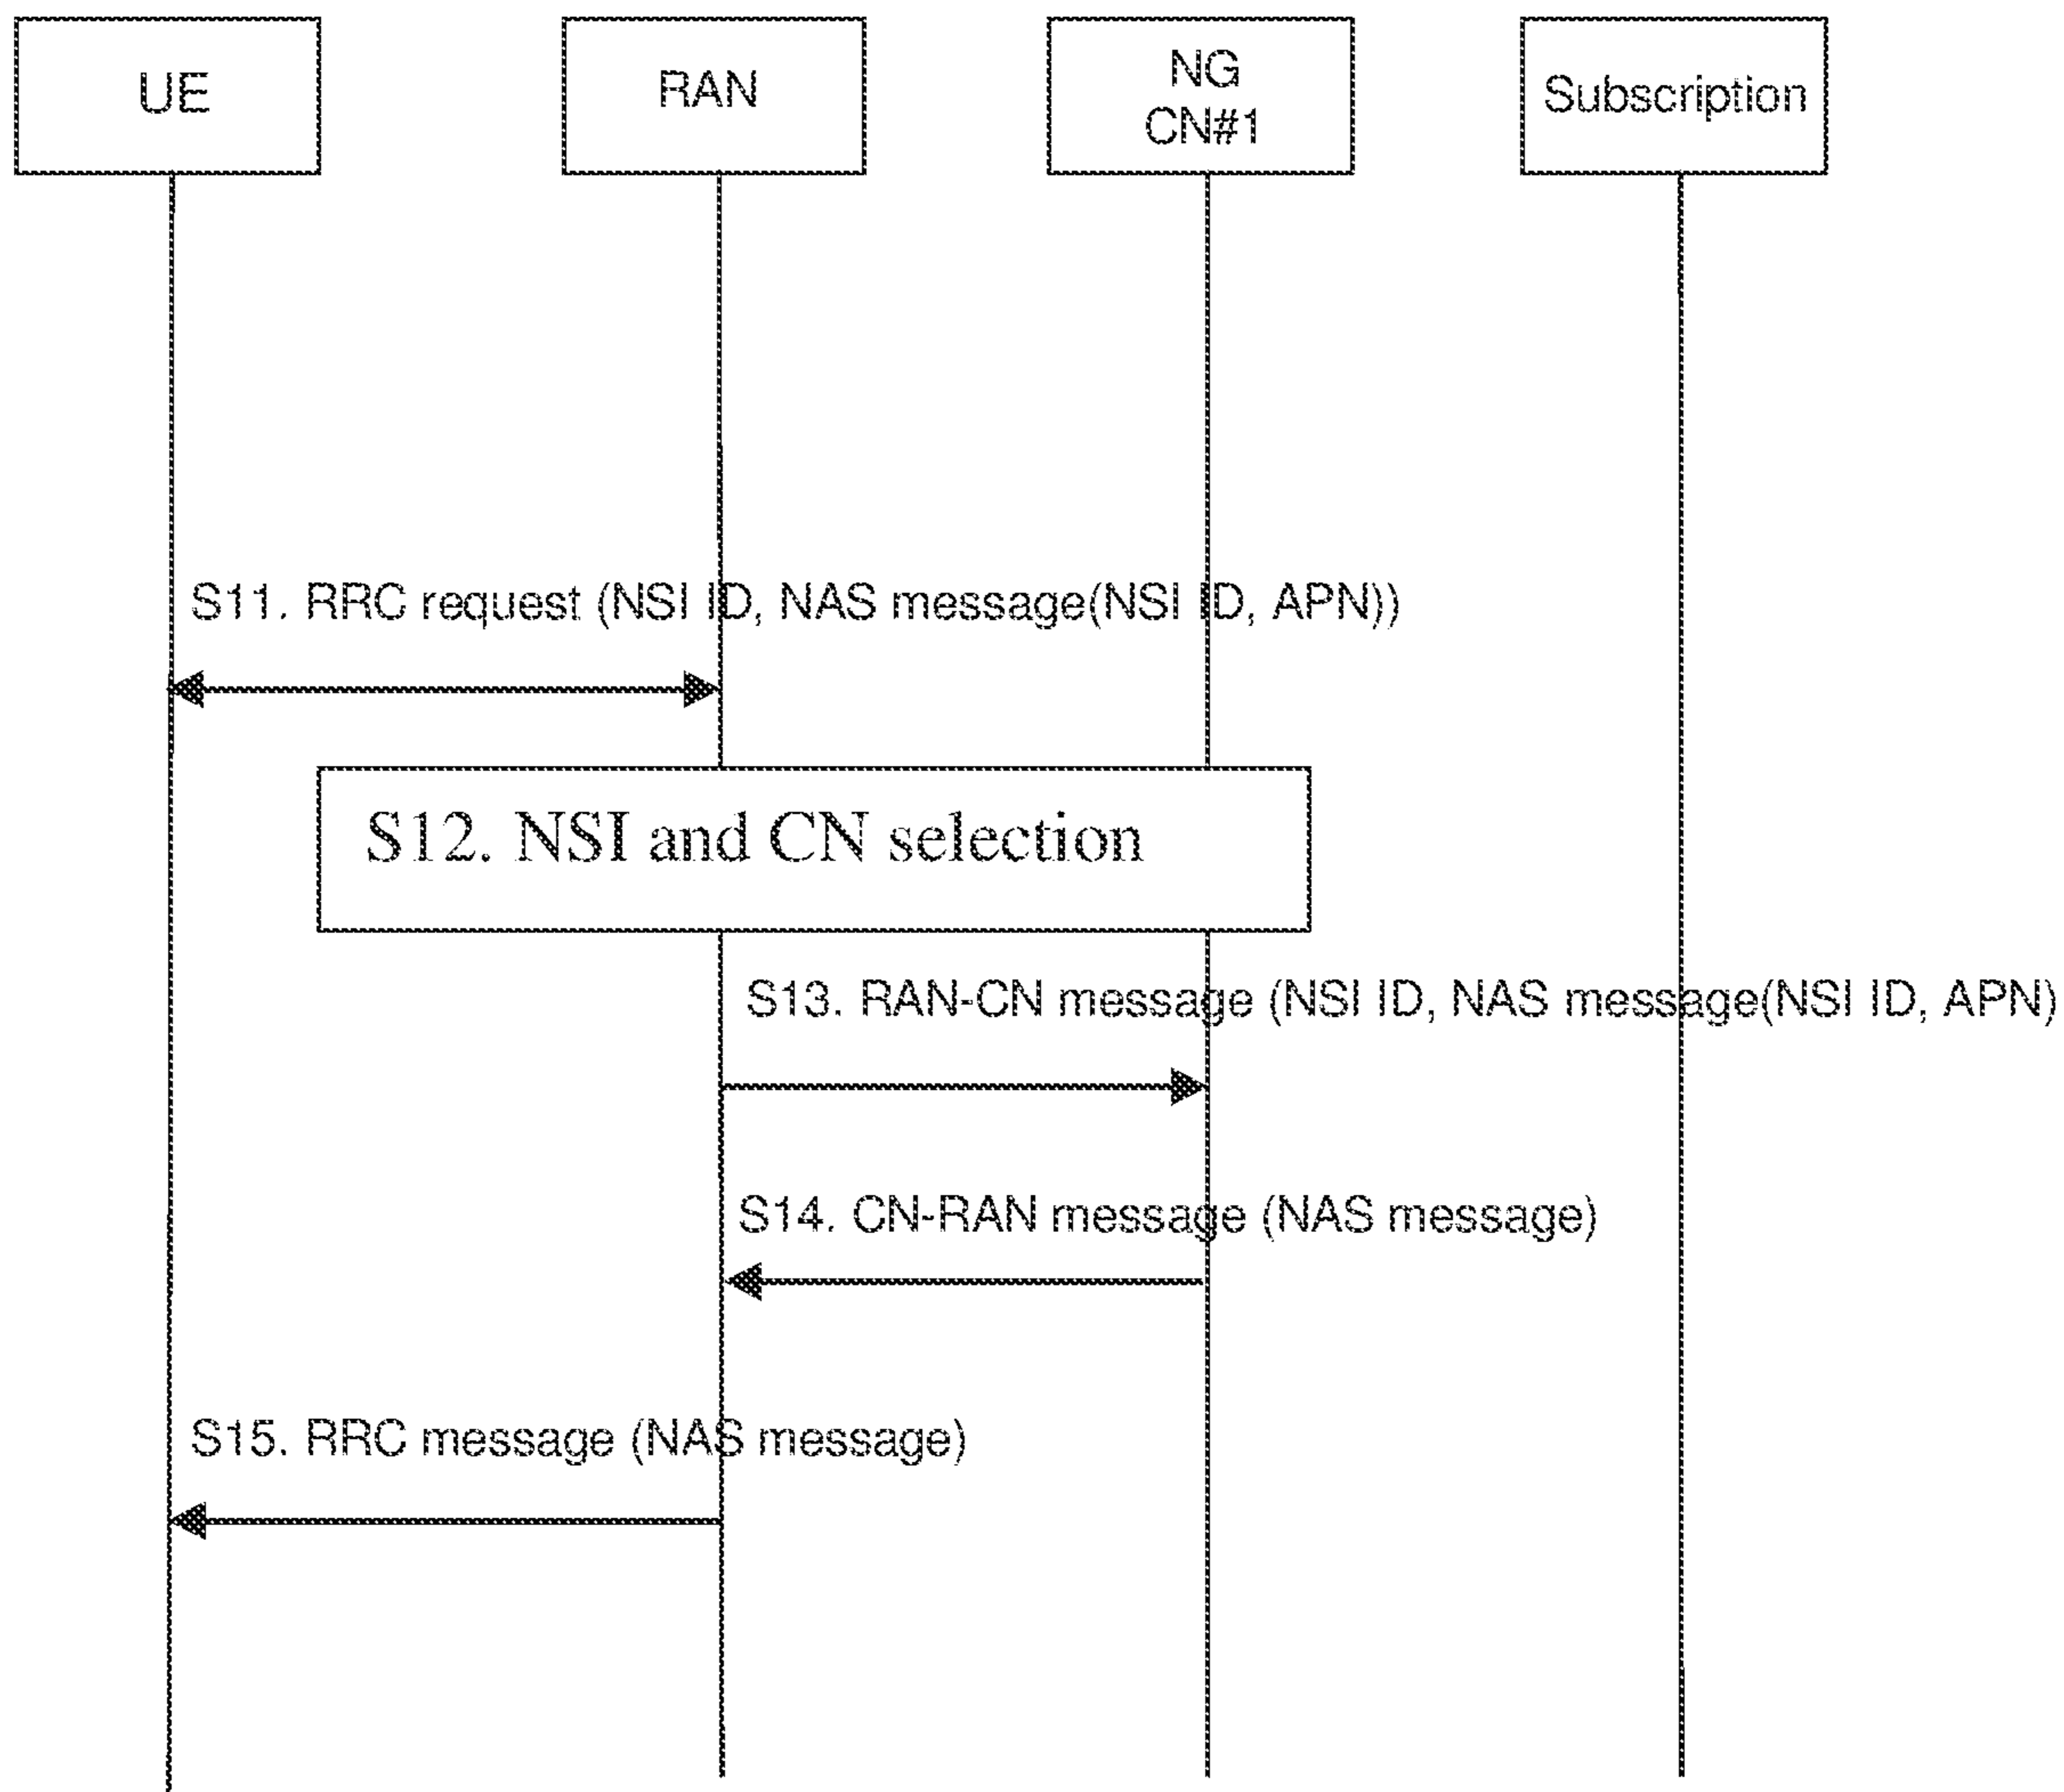 UE
RAN
NG
CN#1
Subscription
S11. RRC request (NSI ID, NAS message(NSI ID, APN))
S12. NSI and CN selection
S13. RAN-CN message (NSI ID, NAS message(NSI ID, APN)
S14. CN-RAN message (NAS message)
S15. RRC message (NAS message)